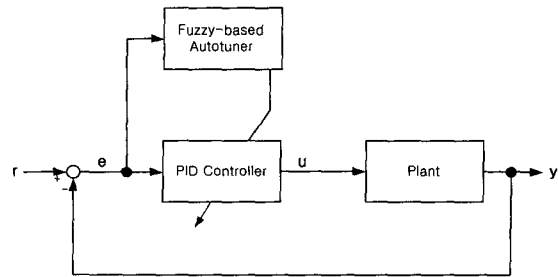 Fuzzy-based
Autotuner
r
+
-
e
PID Controller
u
Plant
y